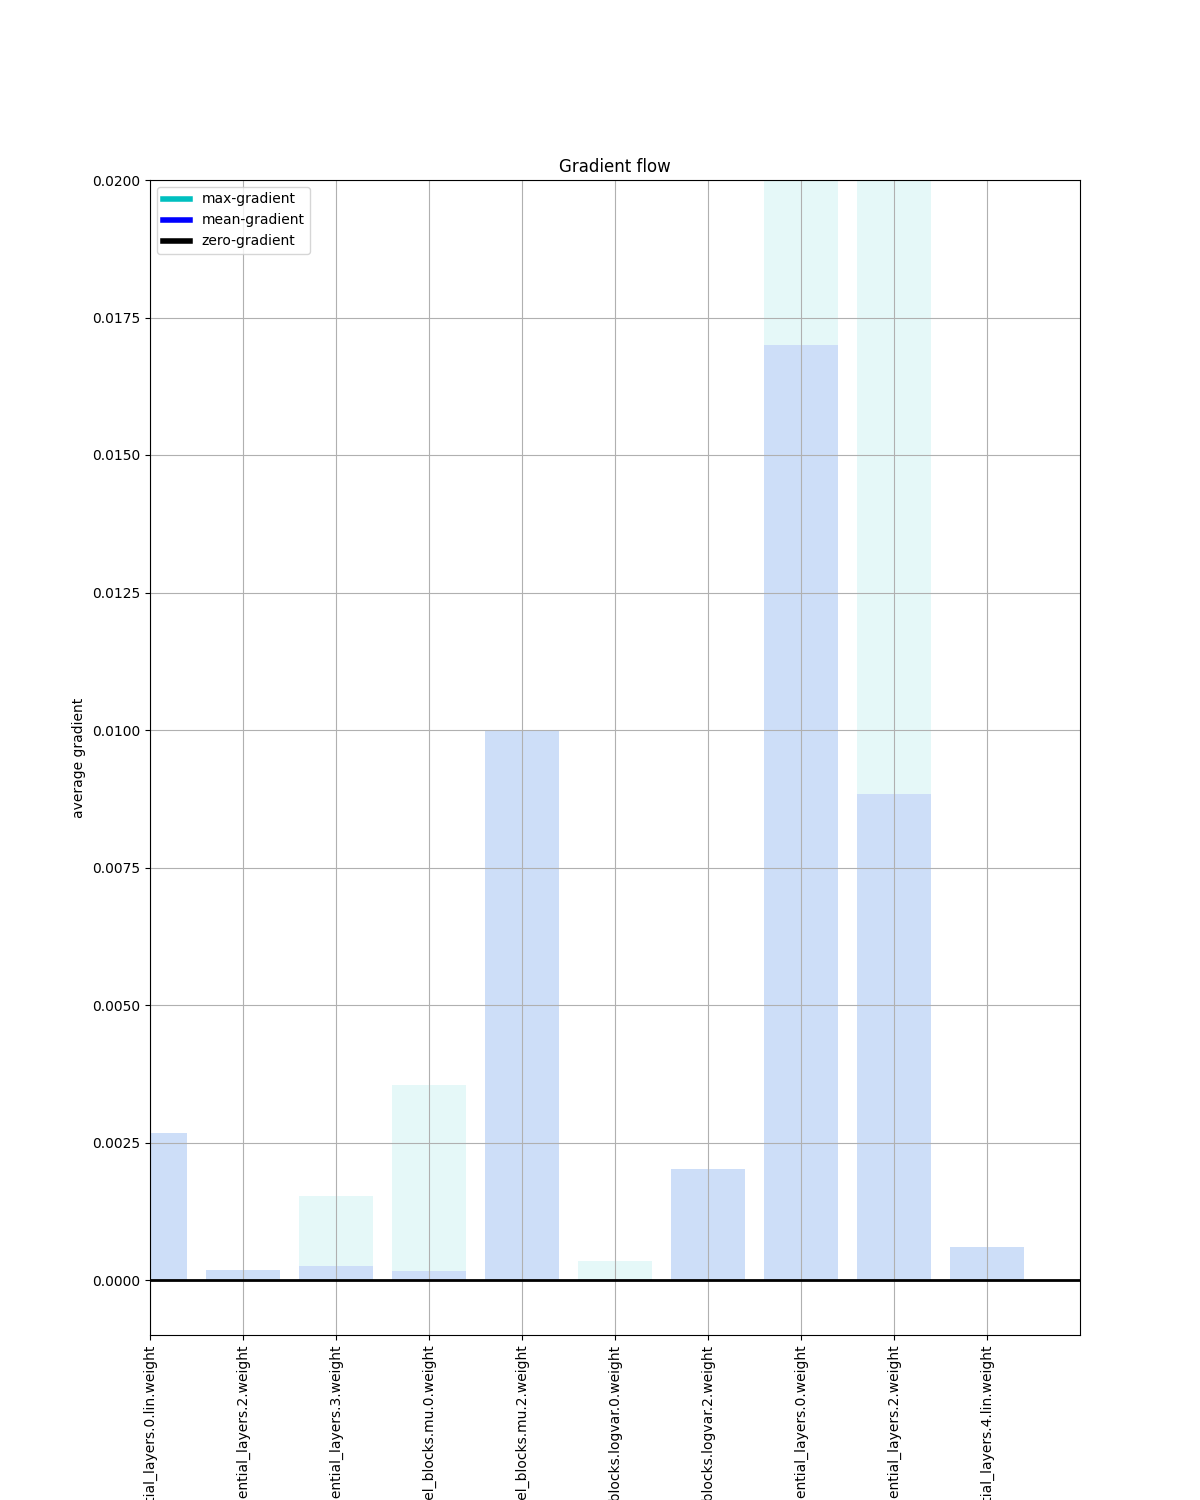 Gradient flow
max-gradient
mean-gradient
zero-gradient
0.0200
0.0175
0.0150
0.0125
0.0100
0.0075
0.0050
0.0025
0.0000
average gradient
tial_layers.0.lin.weight
ential_layers.2.weight
ential_layers.3.weight
el_blocks.mu.0.weight
el_blocks.mu.2.weight
blocks.logvar.0.weight
blocks.logvar.2.weight
ential_layers.0.weight
ential_layers.2.weight
tial_layers.4.lin.weight